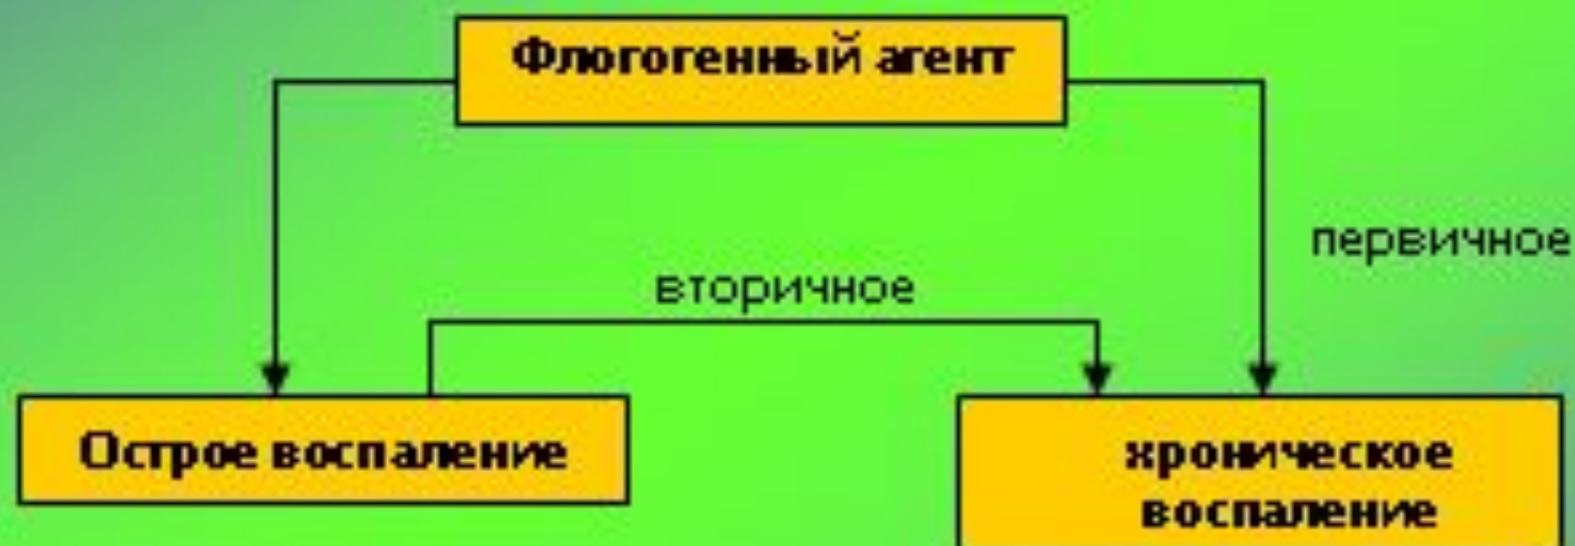 Флогогенный агент
первичное
вторичное
Острое воспаление
хроническое
воспаление